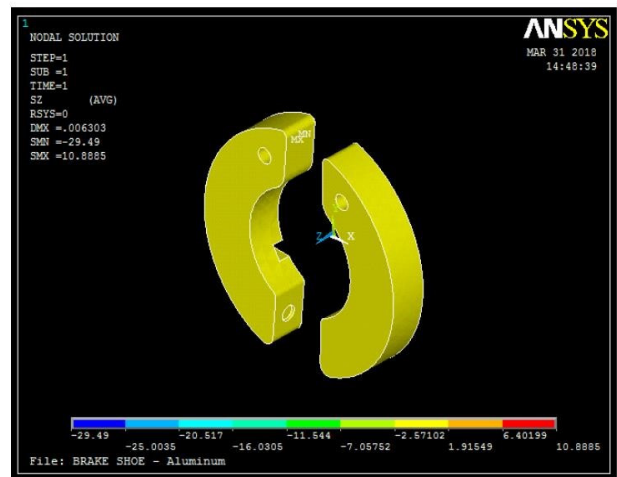 1
NODAL SOLUTION
STEP=1
SUB =1
TIME=1
SZ (AVG)
RSYS=0
DMX =.006303
SMN =-29.49
SMX =10.8885
ANSYS
MAR 31 2018
14:48:39
MX MN
Z X
-29.49 -20.517 -11.544 -2.57102 6.40199
-25.0035 -16.0305 -7.05752 1.91549 10.8885
File: BRAKE SHOE - Aluminum